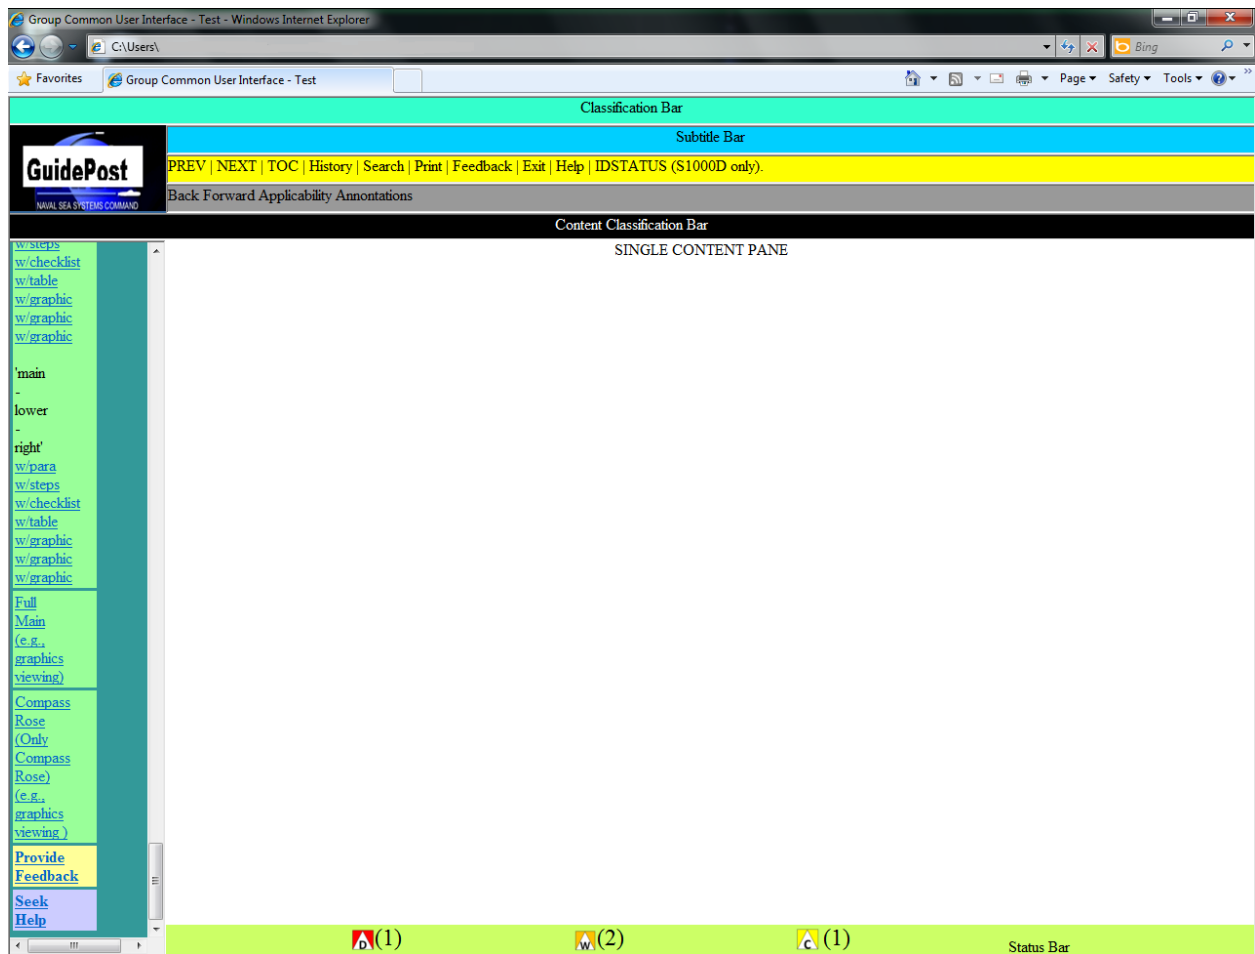 Group Common User Interface - Test - Windows Internet Explorer
C:\Users\
Bing
Favorites
Group Common User Interface - Test
Page Safety Tools
Classification Bar
GuidePost
NAVAL SEA SYSTEMS COMMAND
Subtitle Bar
PREV | NEXT | TOC | History | Search | Print | Feedback | Exit | Help | IDSTATUS (S1000D only).
Back Forward Applicability Annontations
Content Classification Bar
w/steps
w/checklist
w/table
w/graphic
w/graphic
w/graphic
'main
-
lower
-
right'
w/para
w/steps
w/checklist
w/table
w/graphic
w/graphic
w/graphic
Full
Main
(e.g.,
graphics
viewing)
Compass
Rose
(Only
Compass
Rose)
(e.g.,
graphics
viewing )
Provide
Feedback
Seek
Help
SINGLE CONTENT PANE
D (1)
W (2)
C (1)
Status Bar